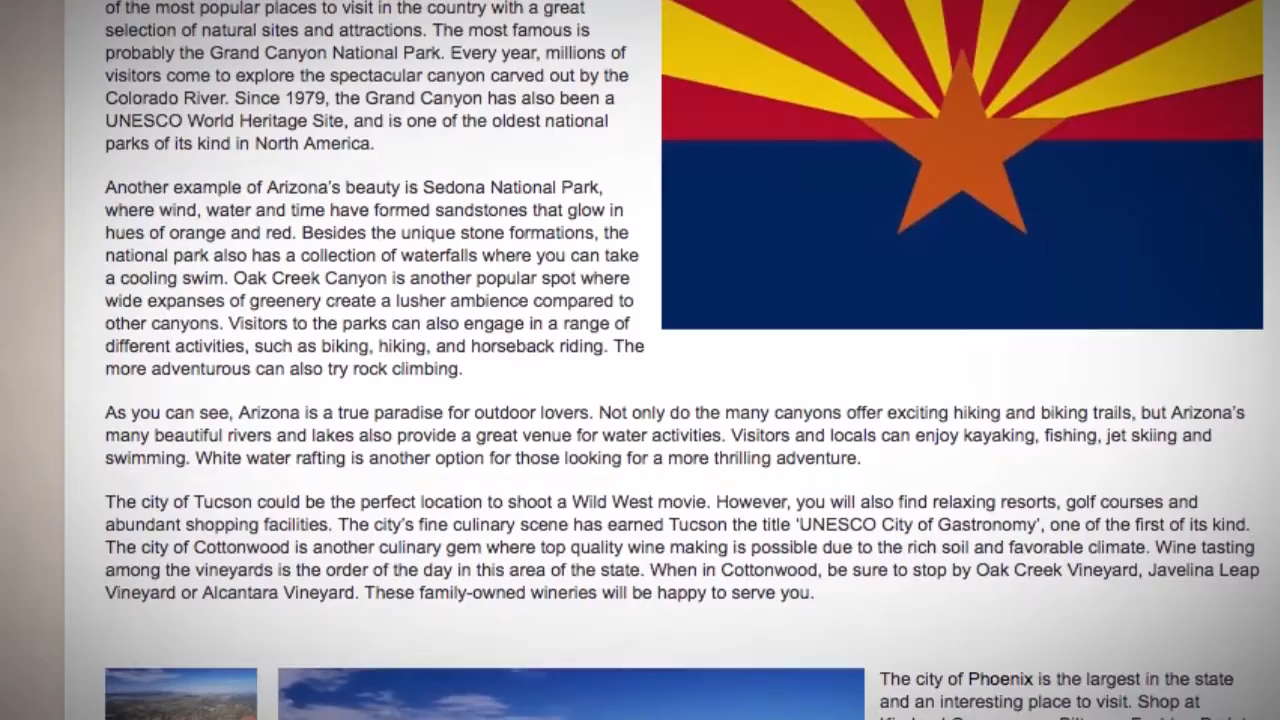 of the most popular places to visit in the country with a great
selection of natural sites and attractions. The most famous is
probably the Grand Canyon National Park. Every year, millions of
visitors come to explore the spectacular canyon carved out by the
Colorado River. Since 1979, the Grand Canyon has also been a
UNESCO World Heritage Site, and is one of the oldest national
parks of its kind in North America.
Another example of Arizona's beauty is Sedona National Park,
where wind, water and time have formed sandstones that glow in
hues of orange and red. Besides the unique stone formations, the
national park also has a collection of waterfalls where you can take
a cooling swim. Oak Creek Canyon is another popular spot where
wide expanses of greenery create a lusher ambience compared to
other canyons. Visitors to the parks can also engage in a range of
different activities, such as biking, hiking, and horseback riding. The
more adventurous can also try rock climbing.
As you can see, Arizona is a true paradise for outdoor lovers. Not only do the many canyons offer exciting hiking and biking trails, but Arizona's
many beautiful rivers and lakes also provide a great venue for water activities. Visitors and locals can enjoy kayaking, fishing, jet skiing and
swimming. White water rafting is another option for those looking for a more thrilling adventure.
The city of Tucson could be the perfect location to shoot a Wild West movie. However, you will also find relaxing resorts, golf courses and
abundant shopping facilities. The city's fine culinary scene has earned Tucson the title 'UNESCO City of Gastronomy', one of the first of its kind.
The city of Cottonwood is another culinary gem where top quality wine making is possible due to the rich soil and favorable climate. Wine tasting
among the vineyards is the order of the day in this area of the state. When in Cottonwood, be sure to stop by Oak Creek Vineyard, Javelina Leap
Vineyard or Alcantara Vineyard. These family-owned wineries will be happy to serve you.
The city of Phoenix is the largest in the state
and an interesting place to visit. Shop at